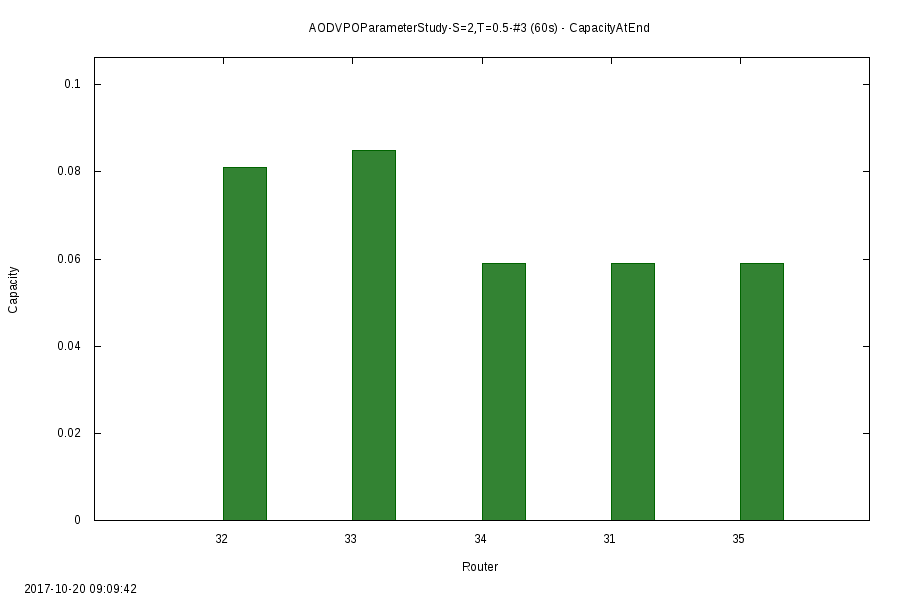 AODVPOParameterStudy-S=2,T=0.5-#3 (60s) - CapacityAtEnd
0.1
0.08
0.06
0.04
0.02
0
Capacity
32 33 34 31 35
Router
2017-10-20 09:09:42